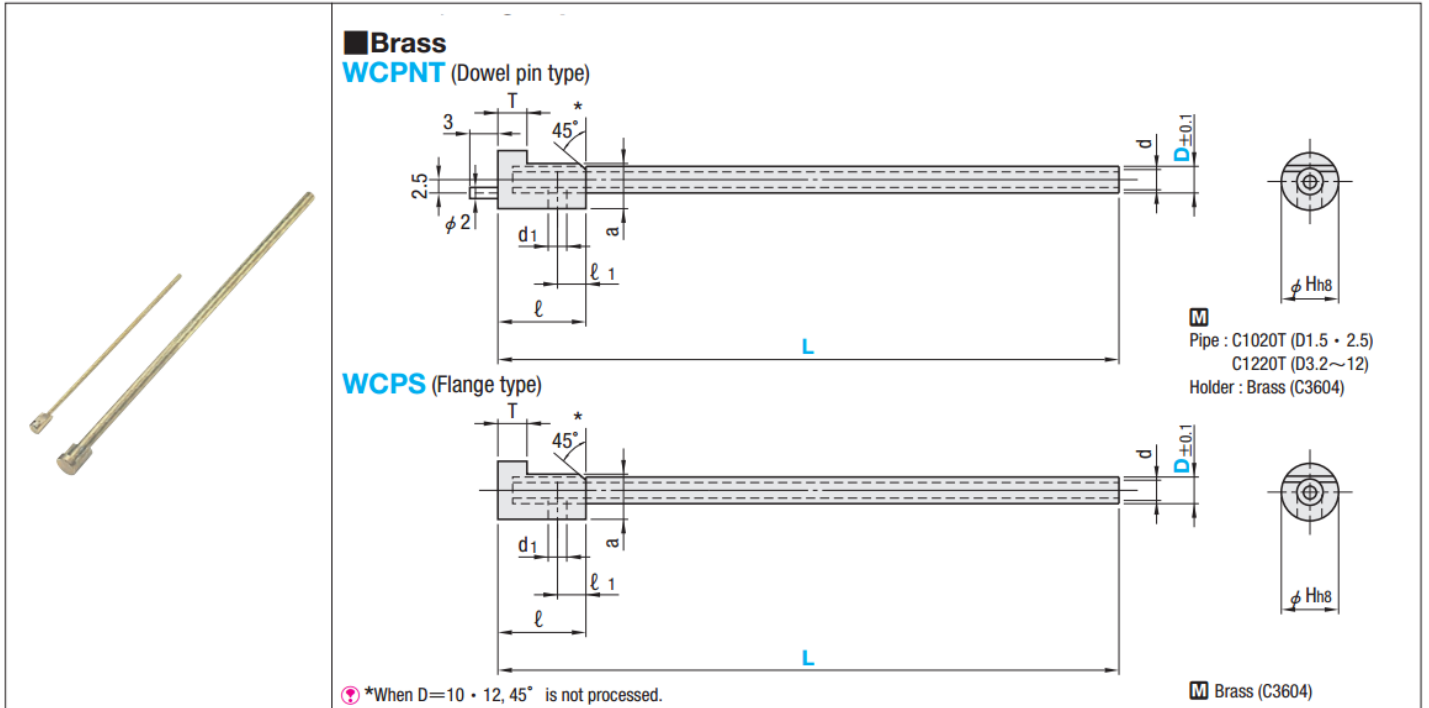 ■Brass
WCPNT (Dowel pin type)
T
*
3
45°
d
D±0.1
2.5
φ2
d1
a
ℓ1
ℓ
φHh8
L
M
Pipe : C1020T (D1.5・2.5)
C1220T (D3.2〜12)
Holder : Brass (C3604)
WCPS (Flange type)
T
*
45°
d
D±0.1
d1
a
ℓ1
ℓ
φHh8
L
*When D=10・12, 45° is not processed.
M Brass (C3604)